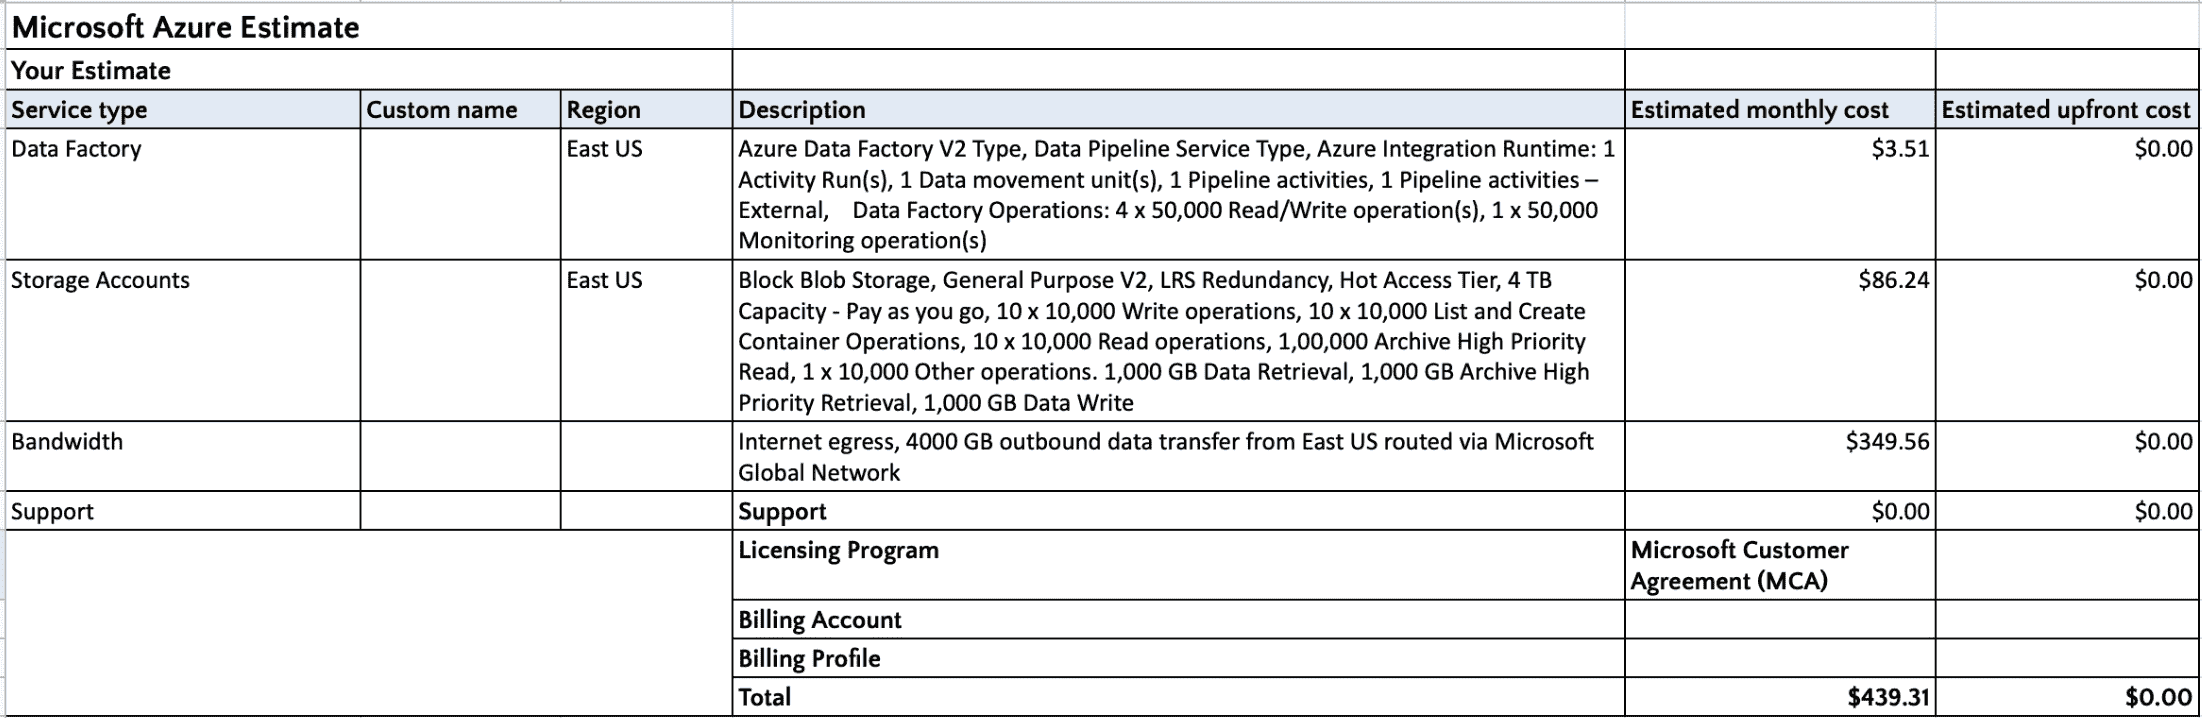 Microsoft Azure Estimate
Your Estimate
Service type Custom name Region Description Estimated monthly cost Estimated upfront cost
Data Factory East US Azure Data Factory V2 Type, Data Pipeline Service Type, Azure Integration Runtime: 1 $3.51 $0.00
Activity Run(s), 1 Data movement unit(s), 1 Pipeline activities, 1 Pipeline activities –
External,    Data Factory Operations: 4 x 50,000 Read/Write operation(s), 1 x 50,000
Monitoring operation(s)
Storage Accounts East US Block Blob Storage, General Purpose V2, LRS Redundancy, Hot Access Tier, 4 TB $86.24 $0.00
Capacity - Pay as you go, 10 x 10,000 Write operations, 10 x 10,000 List and Create
Container Operations, 10 x 10,000 Read operations, 1,00,000 Archive High Priority
Read, 1 x 10,000 Other operations. 1,000 GB Data Retrieval, 1,000 GB Archive High
Priority Retrieval, 1,000 GB Data Write
Bandwidth Internet egress, 4000 GB outbound data transfer from East US routed via Microsoft $349.56 $0.00
Global Network
Support Support $0.00 $0.00
Licensing Program Microsoft Customer
Agreement (MCA)
Billing Account
Billing Profile
Total $439.31 $0.00